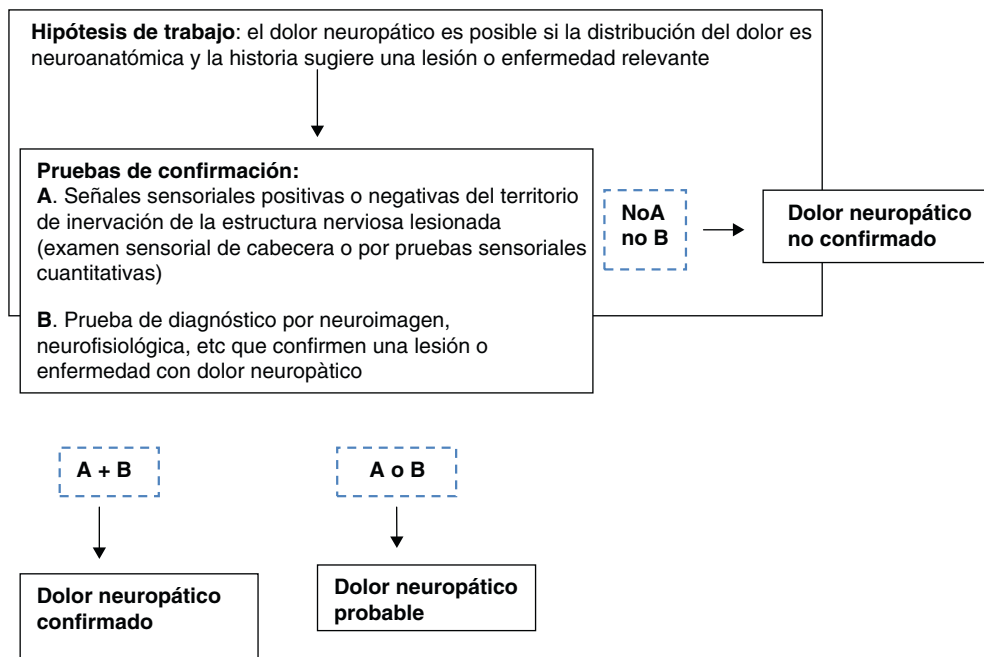 Hipótesis de trabajo: el dolor neuropático es posible si la distribución del dolor es
neuroanatómica y la historia sugiere una lesión o enfermedad relevante
Pruebas de confirmación:
A. Señales sensoriales positivas o negativas del territorio
de inervación de la estructura nerviosa lesionada
(examen sensorial de cabecera o por pruebas sensoriales
cuantitativas)
B. Prueba de diagnóstico por neuroimagen,
neurofisiológica, etc que confirmen una lesión o
enfermedad con dolor neuropàtico
NoA
no B
Dolor neuropático
no confirmado
A + B
A o B
Dolor neuropático
confirmado
Dolor neuropático
probable